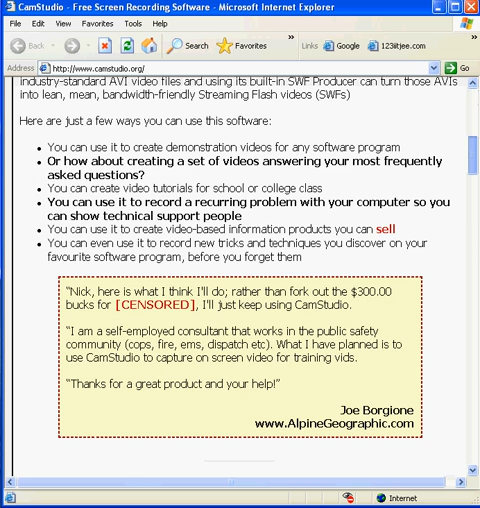 CamStudio - Free Screen Recording Software - Microsoft Internet Explorer
File Edit View Favorites Tools Help
Back Search Favorites Links Google 123iitjee.com
Address http://www.camstudio.org/ Go
industry-standard AVI video files and using its built-in SWF Producer can turn those AVIs
into lean, mean, bandwidth-friendly Streaming Flash videos (SWFs)
Here are just a few ways you can use this software:
You can use it to create demonstration videos for any software program
Or how about creating a set of videos answering your most frequently
asked questions?
You can create video tutorials for school or college class
You can use it to record a recurring problem with your computer so you
can show technical support people
You can use it to create video-based information products you can sell
You can even use it to record new tricks and techniques you discover on your
favourite software program, before you forget them
"Nick, here is what I think I'll do; rather than fork out the $300.00
bucks for [CENSORED], I'll just keep using CamStudio.
"I am a self-employed consultant that works in the public safety
community (cops, fire, ems, dispatch etc). What I have planned is to
use CamStudio to capture on screen video for training vids.
"Thanks for a great product and your help!"
Joe Borgione
www.AlpineGeographic.com
Internet